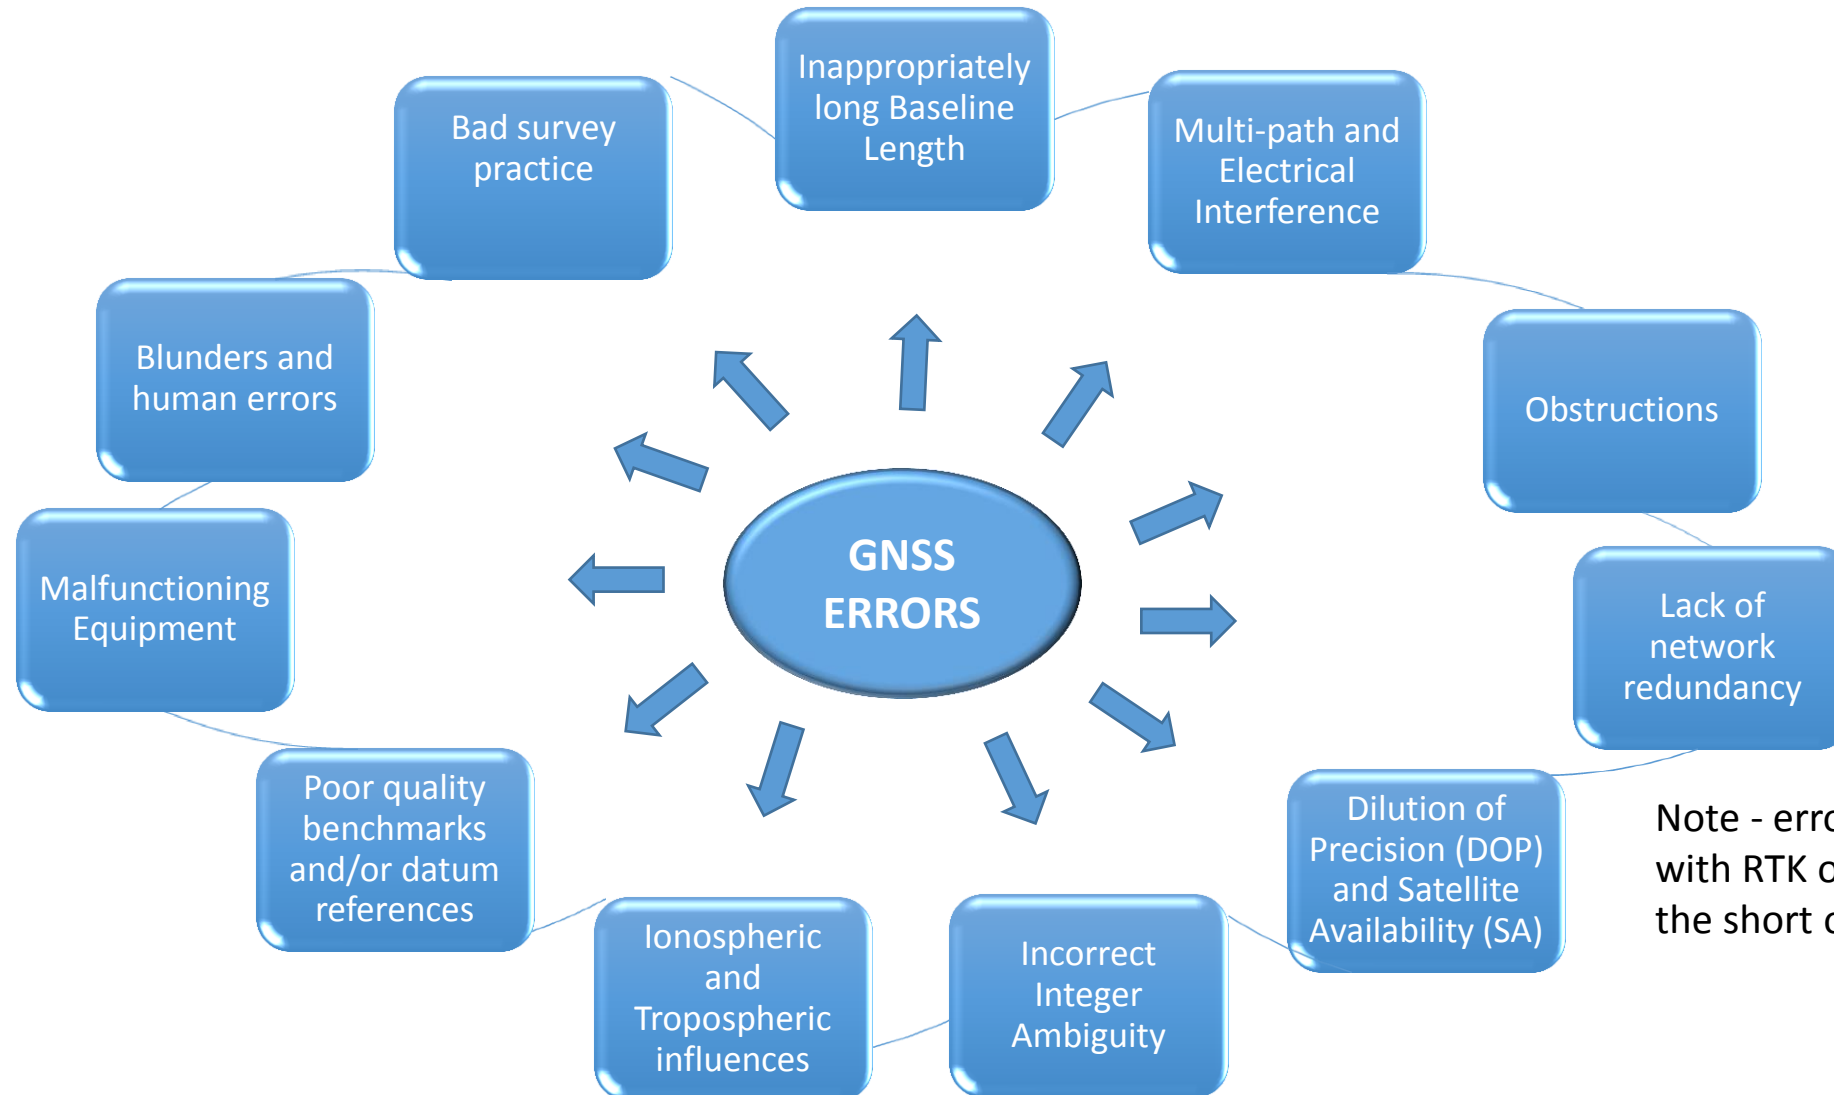 Inappropriately
long Baseline
Length
Multi-path and
Electrical
Interference
Obstructions
Lack of
network
redundancy
Dilution of
Precision (DOP)
and Satellite
Availability (SA)
Incorrect
Integer
Ambiguity
Ionospheric
and
Tropospheric
influences
Poor quality
benchmarks
and/or datum
references
Malfunctioning
Equipment
Blunders and
human errors
Bad survey
practice
GNSS
ERRORS
Note - 
with RTK
the short